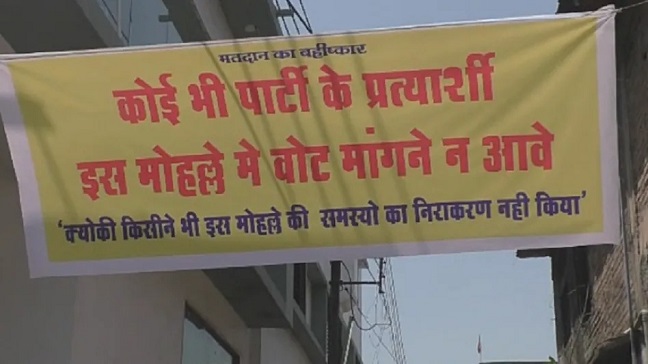 मतदान का बहीष्कार
कोई भी पार्टी के प्रत्यार्शी
इस मोहल्ले मे वोट मांगने न आवे
'क्योकी किसीने भी इस मोहल्ले की समस्यो का निराकरण नही किया'